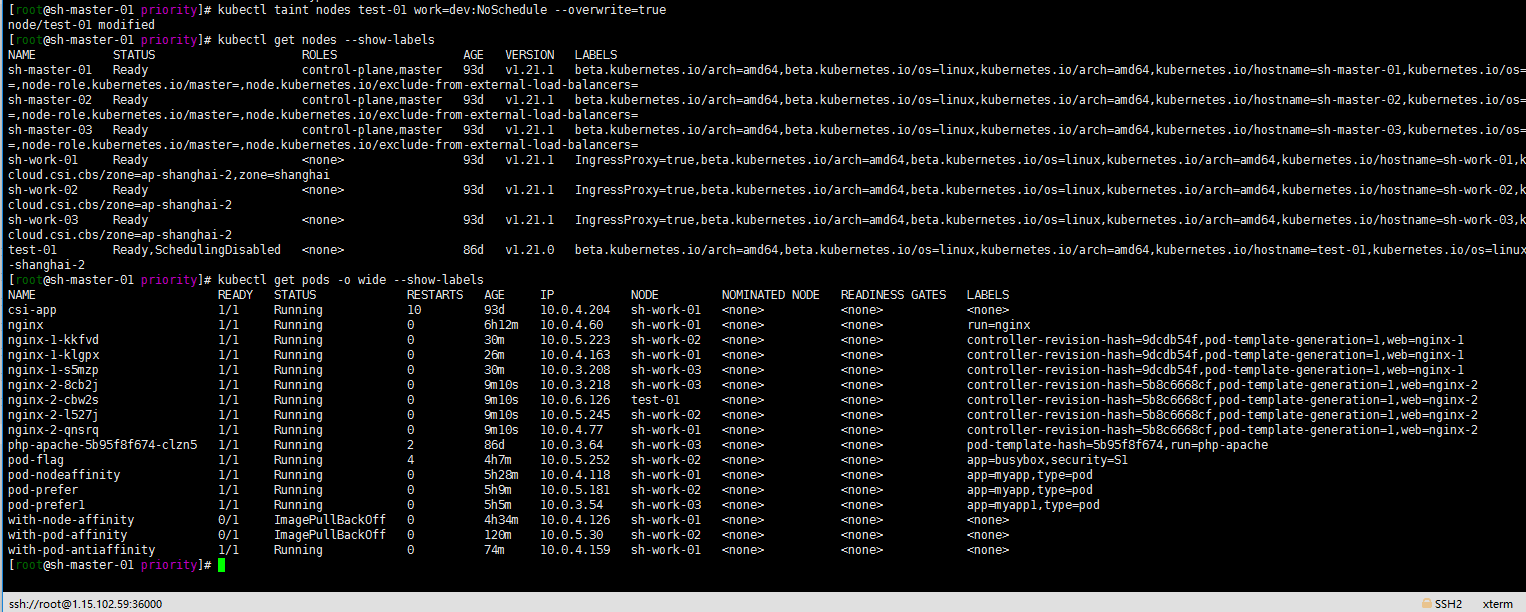 [root@sh-master-01 priority]# kubectl taint nodes test-01 work=dev:NoSchedule --overwrite=true
node/test-01 modified
[root@sh-master-01 priority]# kubectl get nodes --show-labels
NAME STATUS ROLES AGE VERSION LABELS
sh-master-01 Ready control-plane,master 93d v1.21.1 beta.kubernetes.io/arch=amd64,beta.kubernetes.io/os=linux,kubernetes.io/arch=amd64,kubernetes.io/hostname=sh-master-01,kubernetes.io/os=
=,node-role.kubernetes.io/master=,node.kubernetes.io/exclude-from-external-load-balancers=
sh-master-02 Ready control-plane,master 93d v1.21.1 beta.kubernetes.io/arch=amd64,beta.kubernetes.io/os=linux,kubernetes.io/arch=amd64,kubernetes.io/hostname=sh-master-02,kubernetes.io/os=
=,node-role.kubernetes.io/master=,node.kubernetes.io/exclude-from-external-load-balancers=
sh-master-03 Ready control-plane,master 93d v1.21.1 beta.kubernetes.io/arch=amd64,beta.kubernetes.io/os=linux,kubernetes.io/arch=amd64,kubernetes.io/hostname=sh-master-03,kubernetes.io/os=
=,node-role.kubernetes.io/master=,node.kubernetes.io/exclude-from-external-load-balancers=
sh-work-01 Ready <none> 93d v1.21.1 IngressProxy=true,beta.kubernetes.io/arch=amd64,beta.kubernetes.io/os=linux,kubernetes.io/arch=amd64,kubernetes.io/hostname=sh-work-01,k
cloud.csi.cbs/zone=ap-shanghai-2,zone=shanghai
sh-work-02 Ready <none> 93d v1.21.1 IngressProxy=true,beta.kubernetes.io/arch=amd64,beta.kubernetes.io/os=linux,kubernetes.io/arch=amd64,kubernetes.io/hostname=sh-work-02,k
cloud.csi.cbs/zone=ap-shanghai-2
sh-work-03 Ready <none> 93d v1.21.1 IngressProxy=true,beta.kubernetes.io/arch=amd64,beta.kubernetes.io/os=linux,kubernetes.io/arch=amd64,kubernetes.io/hostname=sh-work-03,k
cloud.csi.cbs/zone=ap-shanghai-2
test-01 Ready,SchedulingDisabled <none> 86d v1.21.0 beta.kubernetes.io/arch=amd64,beta.kubernetes.io/os=linux,kubernetes.io/arch=amd64,kubernetes.io/hostname=test-01,kubernetes.io/os=linux
-shanghai-2
[root@sh-master-01 priority]# kubectl get pods -o wide --show-labels
NAME READY STATUS RESTARTS AGE IP NODE NOMINATED NODE READINESS GATES LABELS
csi-app 1/1 Running 10 93d 10.0.4.204 sh-work-01 <none> <none> <none>
nginx 1/1 Running 0 6h12m 10.0.4.60 sh-work-01 <none> <none> run=nginx
nginx-1-kkfvd 1/1 Running 0 30m 10.0.5.223 sh-work-02 <none> <none> controller-revision-hash=9dcdb54f,pod-template-generation=1,web=nginx-1
nginx-1-klgpx 1/1 Running 0 26m 10.0.4.163 sh-work-01 <none> <none> controller-revision-hash=9dcdb54f,pod-template-generation=1,web=nginx-1
nginx-1-s5mzp 1/1 Running 0 30m 10.0.3.208 sh-work-03 <none> <none> controller-revision-hash=9dcdb54f,pod-template-generation=1,web=nginx-1
nginx-2-8cb2j 1/1 Running 0 9m10s 10.0.3.218 sh-work-03 <none> <none> controller-revision-hash=5b8c6668cf,pod-template-generation=1,web=nginx-2
nginx-2-cbw2s 1/1 Running 0 9m10s 10.0.6.126 test-01 <none> <none> controller-revision-hash=5b8c6668cf,pod-template-generation=1,web=nginx-2
nginx-2-l527j 1/1 Running 0 9m10s 10.0.5.245 sh-work-02 <none> <none> controller-revision-hash=5b8c6668cf,pod-template-generation=1,web=nginx-2
nginx-2-qnsrq 1/1 Running 0 9m10s 10.0.4.77 sh-work-01 <none> <none> controller-revision-hash=5b8c6668cf,pod-template-generation=1,web=nginx-2
php-apache-5b95f8f674-clzn5 1/1 Running 2 86d 10.0.3.64 sh-work-03 <none> <none> pod-template-hash=5b95f8f674,run=php-apache
pod-flag 1/1 Running 4 4h7m 10.0.5.252 sh-work-02 <none> <none> app=busybox,security=S1
pod-nodeaffinity 1/1 Running 0 5h28m 10.0.4.118 sh-work-01 <none> <none> app=myapp,type=pod
pod-prefer 1/1 Running 0 5h9m 10.0.5.181 sh-work-02 <none> <none> app=myapp,type=pod
pod-prefer1 1/1 Running 0 5h5m 10.0.3.54 sh-work-03 <none> <none> app=myapp1,type=pod
with-node-affinity 0/1 ImagePullBackOff 0 4h34m 10.0.4.126 sh-work-01 <none> <none> <none>
with-pod-affinity 0/1 ImagePullBackOff 0 120m 10.0.5.30 sh-work-02 <none> <none> <none>
with-pod-antiaffinity 1/1 Running 0 74m 10.0.4.159 sh-work-01 <none> <none> <none>
[root@sh-master-01 priority]#
ssh://root@1.15.102.59:36000 SSH2 xterm